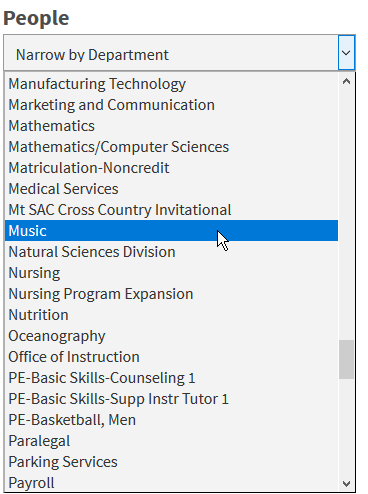 People
Narrow by Department
Manufacturing Technology
Marketing and Communication
Mathematics
Mathematics/Computer Sciences
Matriculation-Noncredit
Medical Services
Mt SAC Cross Country Invitational
Music
Natural Sciences Division
Nursing
Nursing Program Expansion
Nutrition
Oceanography
Office of Instruction
PE-Basic Skills-Counseling 1
PE-Basic Skills-Supp Instr Tutor 1
PE-Basketball, Men
Paralegal
Parking Services
Payroll